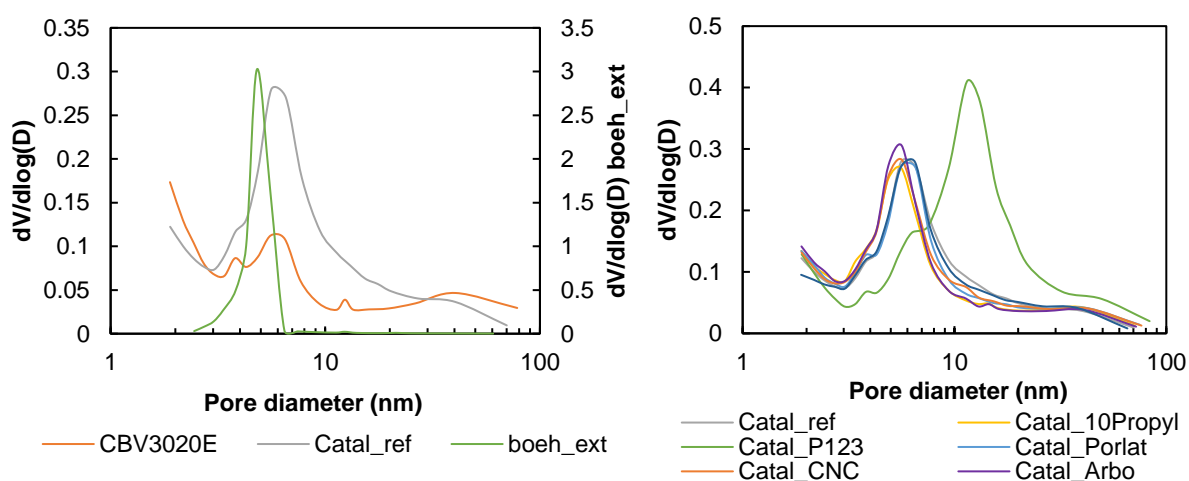 0.35
0.3
0.25
0.2
0.15
0.1
0.05
0
dV/dlog(D)
3.5
3
2.5
2
1.5
1
0.5
0
dV/dlog(D) boeh_ext
1 10 100
Pore diameter (nm)
CBV3020E Catal_ref boeh_ext
0.5
0.4
0.3
0.2
0.1
0
dV/dlog(D)
1 10 100
Pore diameter (nm)
Catal_ref Catal_10Propyl
Catal_P123 Catal_Porlat
Catal_CNC Catal_Arbo